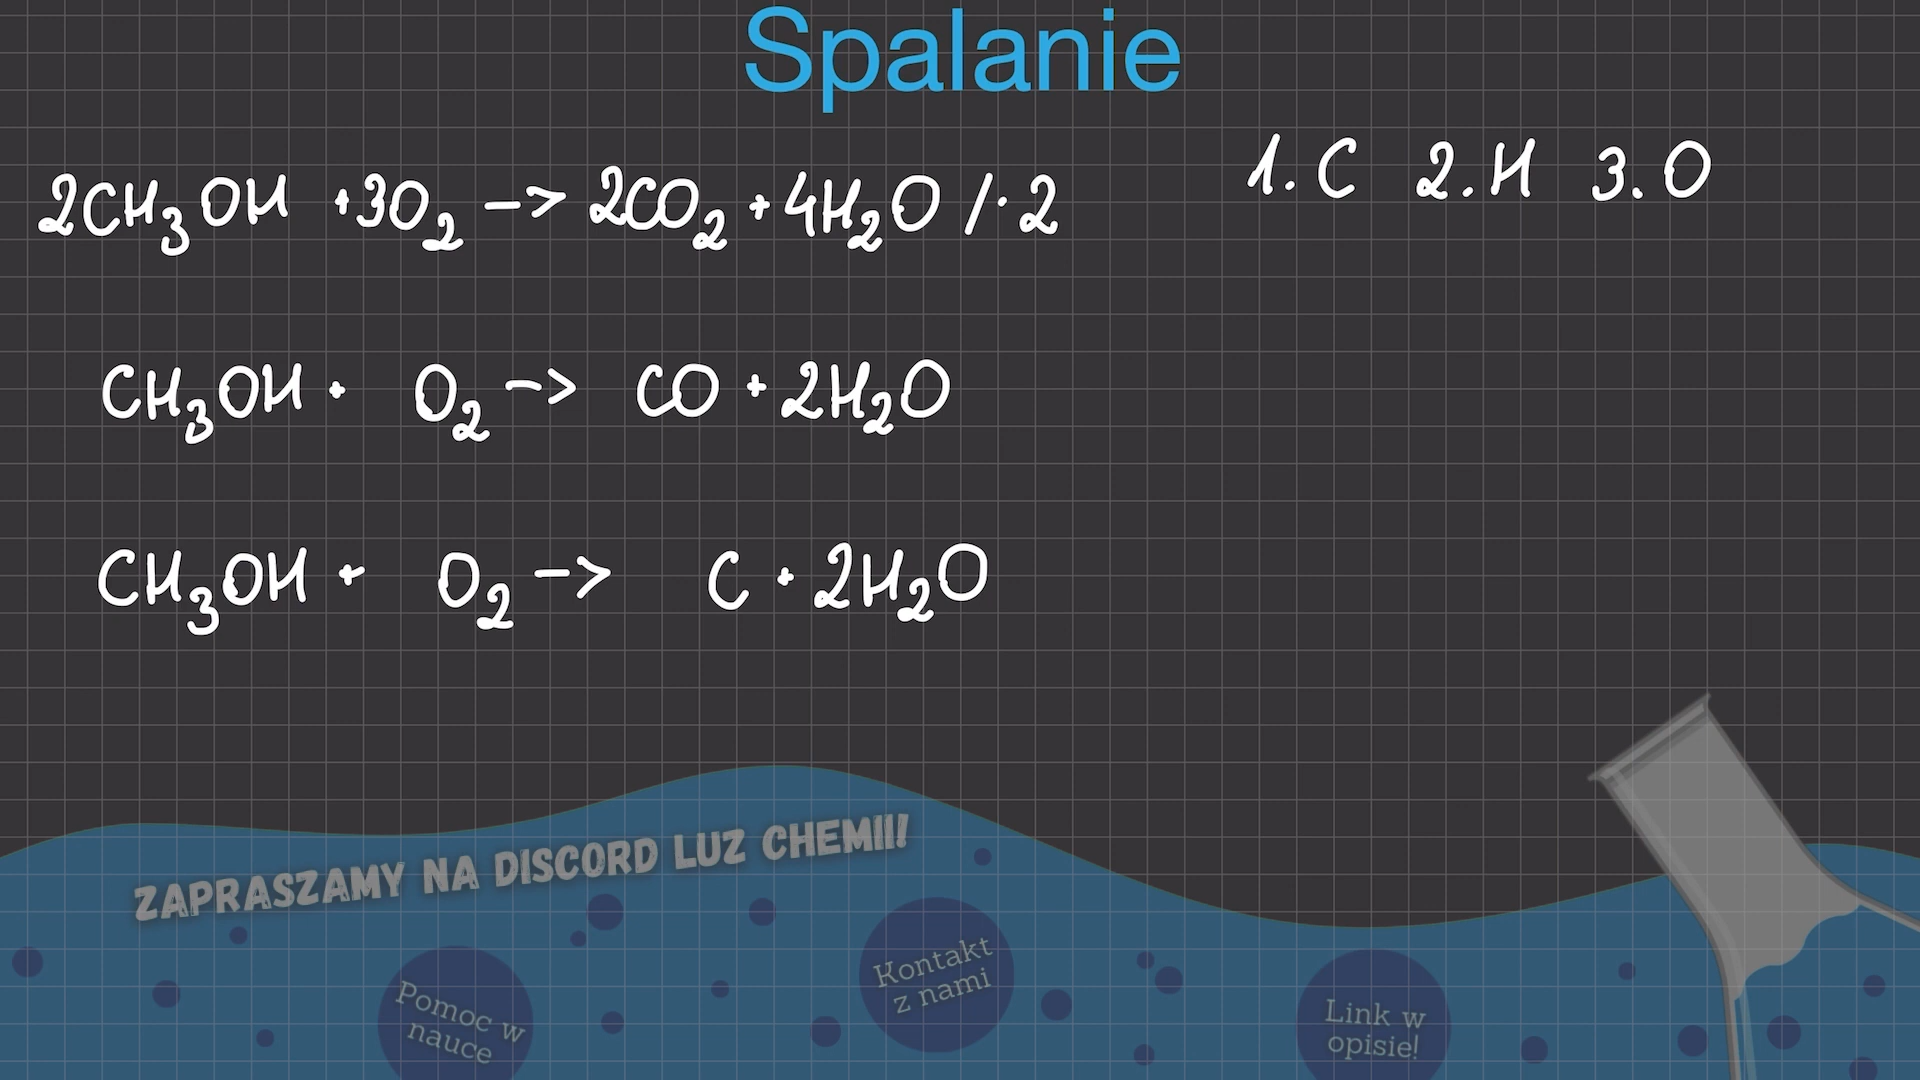 Spalanie
1. C 2. H 3. O
2CH₃OH +3O₂ -> 2CO₂ +4H₂O /·2
CH₃OH + O₂ -> CO + 2H₂O
CH₃OH + O₂ -> C + 2H₂O
ZAPRASZAMY NA DISCORD LUZ CHEMII!
Pomoc w
nauce
Kontakt
z nami
Link w
opisie!